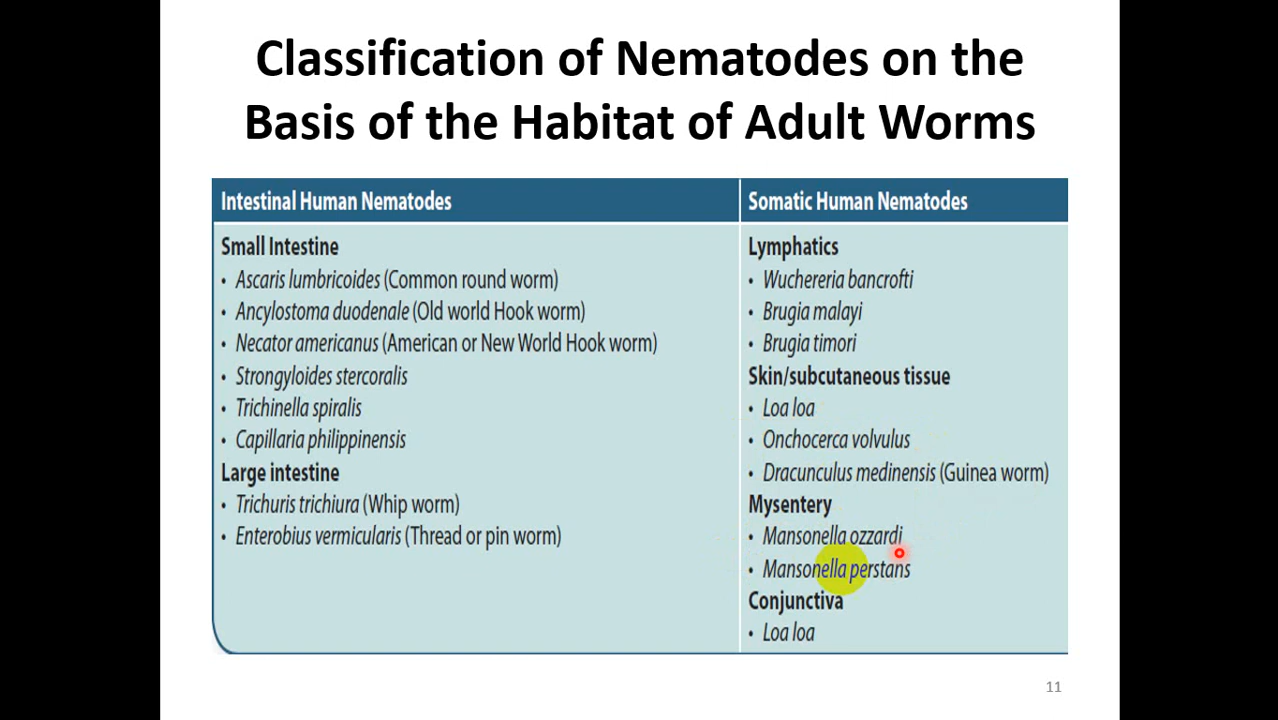 Classification of Nematodes on the
Basis of the Habitat of Adult Worms
Intestinal Human Nematodes
Small Intestine
• Ascaris lumbricoides (Common round worm)
• Ancylostoma duodenale (Old world Hook worm)
• Necator americanus (American or New World Hook worm)
• Strongyloides stercoralis
• Trichinella spiralis
• Capillaria philippinensis
Large intestine
• Trichuris trichiura (Whip worm)
• Enterobius vermicularis (Thread or pin worm)
Somatic Human Nematodes
Lymphatics
• Wuchereria bancrofti
• Brugia malayi
• Brugia timori
Skin/subcutaneous tissue
• Loa loa
• Onchocerca volvulus
• Dracunculus medinensis (Guinea worm)
Mysentery
• Mansonella ozzardi
• Mansonella perstans
Conjunctiva
• Loa loa
11